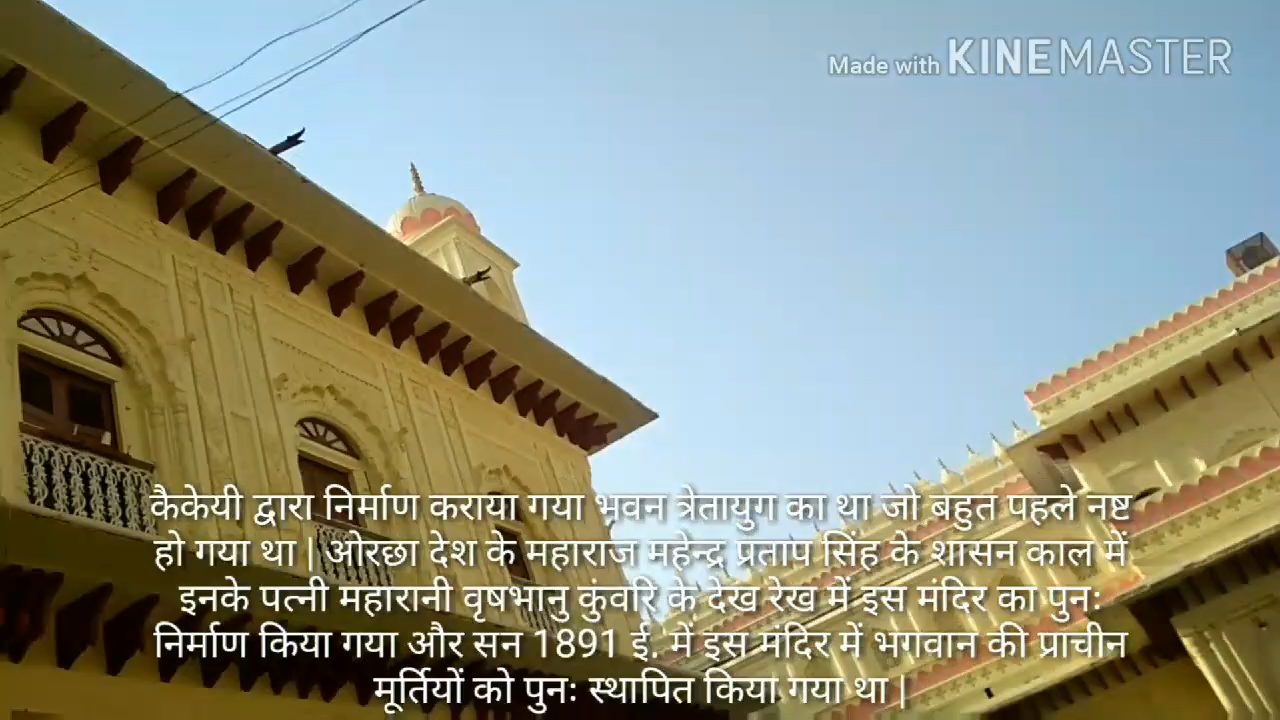 Made with KINEMASTER
कैकेयी द्वारा निर्माण कराया गया भवन त्रेतायुग का था जो बहुत पहले नष्ट
हो गया था | ओरछा देश के महाराज महेन्द्र प्रताप सिंह के शासन काल में
इनके पत्नी महारानी वृषभानु कुंवरि के देख रेख में इस मंदिर का पुनः
निर्माण किया गया और सन 1891 ई. में इस मंदिर में भगवान की प्राचीन
मूर्तियों को पुनः स्थापित किया गया था |